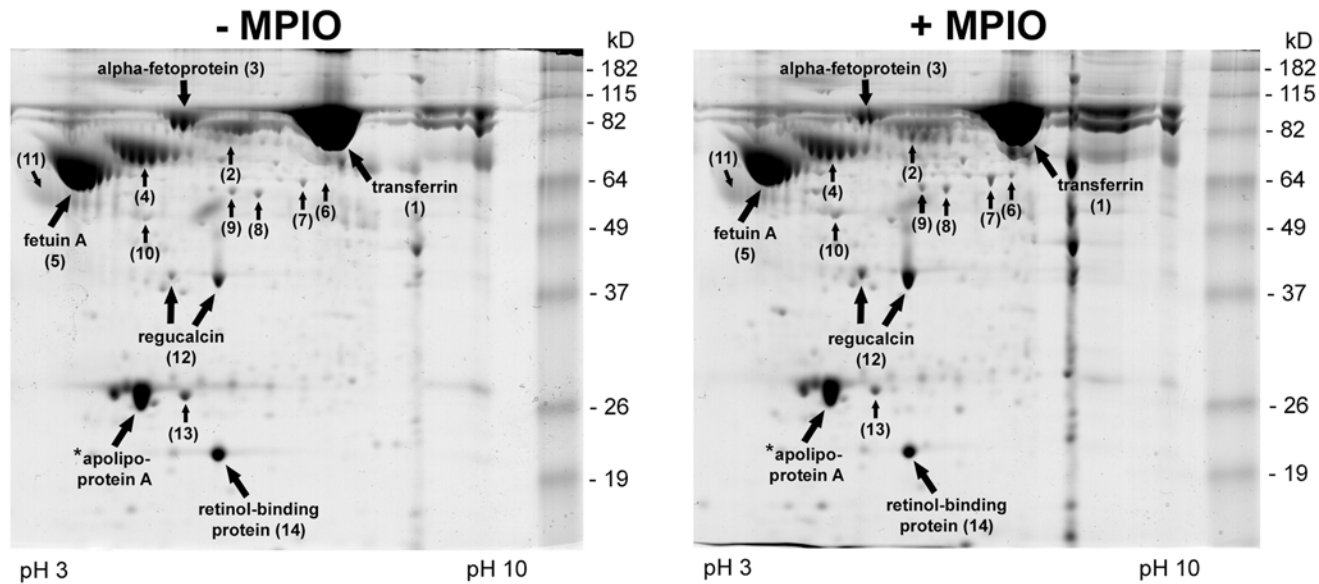 - MPIO
kD
alpha-fetoprotein (3)
- 182
- 115
- 82
(11)
(2)
transferrin
(1)
- 64
(4)
(7)
(6)
(9)
(8)
fetuin A
(5)
(10)
- 49
- 37
regucalcin
(12)
- 26
(13)
*apolipo-
protein A
- 19
retinol-binding
protein (14)
pH 3
pH 10
+ MPIO
kD
alpha-fetoprotein (3)
- 182
- 115
- 82
(11)
(2)
transferrin
(1)
- 64
(4)
(7)
(6)
(9)
(8)
fetuin A
(5)
(10)
- 49
- 37
regucalcin
(12)
- 26
(13)
*apolipo-
protein A
- 19
retinol-binding
protein (14)
pH 3
pH 10